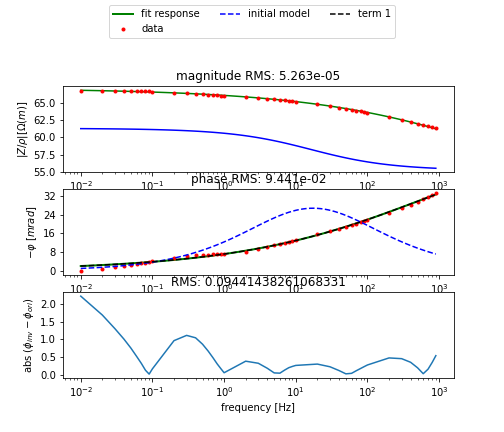 fit response
initial model
term 1
data
magnitude RMS: 5.263e-05
|Z/ρ|[Ω(m)]
65.0
62.5
60.0
57.5
55.0
10⁻² 10⁻¹ 10⁰ 10¹ 10² 10³
phase RMS: 9.441e-02
−φ [mrad]
32
24
16
8
0
10⁻² 10⁻¹ 10⁰ 10¹ 10² 10³
RMS: 0.09441438261068331
abs (ϕ_inv − ϕ_ori)
2.0
1.5
1.0
0.5
0.0
10⁻² 10⁻¹ 10⁰ 10¹ 10² 10³
frequency [Hz]